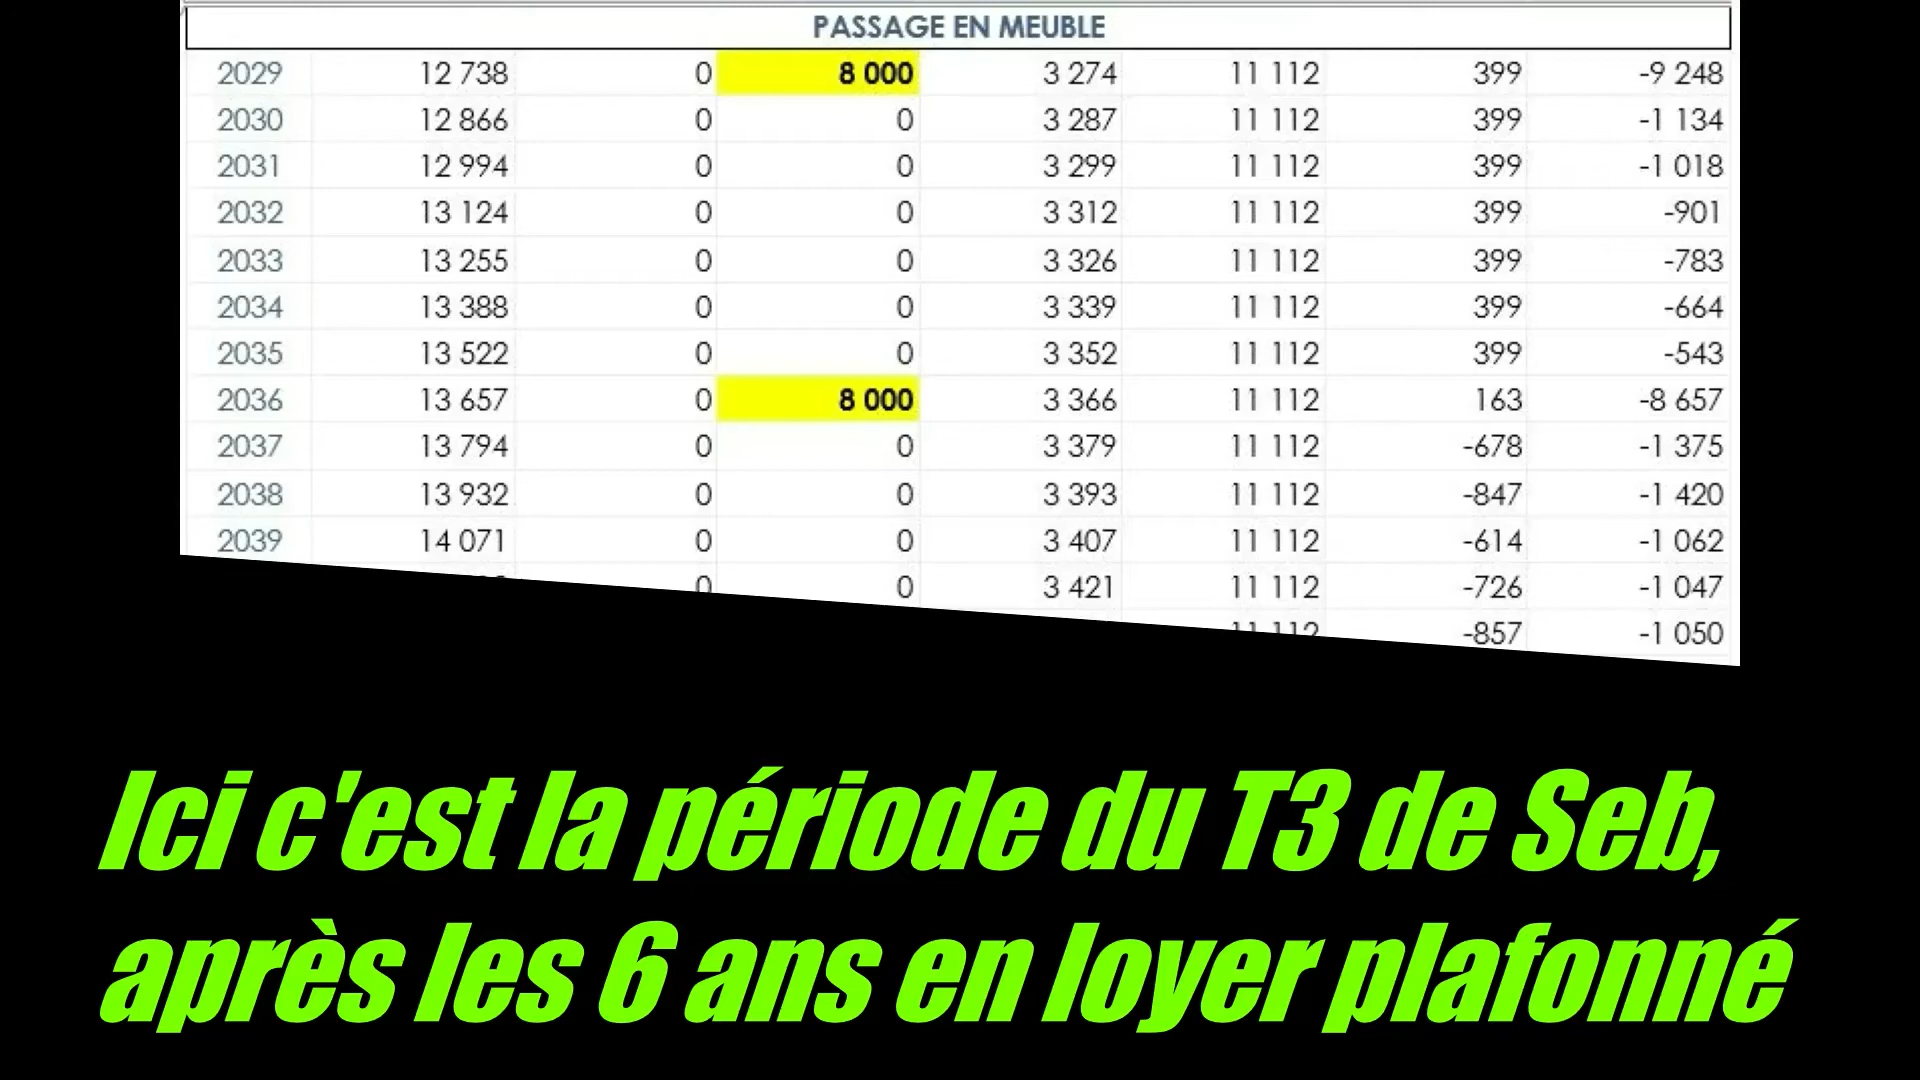 PASSAGE EN MEUBLE
2029 12 738 0 8 000 3 274 11 112 399 -9 248
2030 12 866 0 0 3 287 11 112 399 -1 134
2031 12 994 0 0 3 299 11 112 399 -1 018
2032 13 124 0 0 3 312 11 112 399 -901
2033 13 255 0 0 3 326 11 112 399 -783
2034 13 388 0 0 3 339 11 112 399 -664
2035 13 522 0 0 3 352 11 112 399 -543
2036 13 657 0 8 000 3 366 11 112 163 -8 657
2037 13 794 0 0 3 379 11 112 -678 -1 375
2038 13 932 0 0 3 393 11 112 -847 -1 420
2039 14 071 0 0 3 407 11 112 -614 -1 062
0 0 3 421 11 112 -726 -1 047
11 112 -857 -1 050
Ici c'est la période du T3 de Seb,
après les 6 ans en loyer plafonné